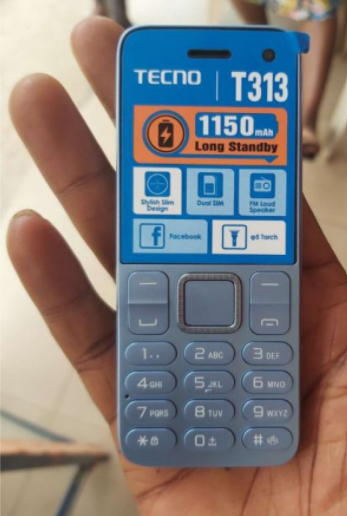 TECNO | T313
1150mAh
Long Standby
Stylish Slim Design
Dual SIM
FM Loud Speaker
Facebook
φ8 Torch
1
2 ABC
3 DEF
4 GHI
5 JKL
6 MNO
7 PQRS
8 TUV
9 WXYZ
*
0
#